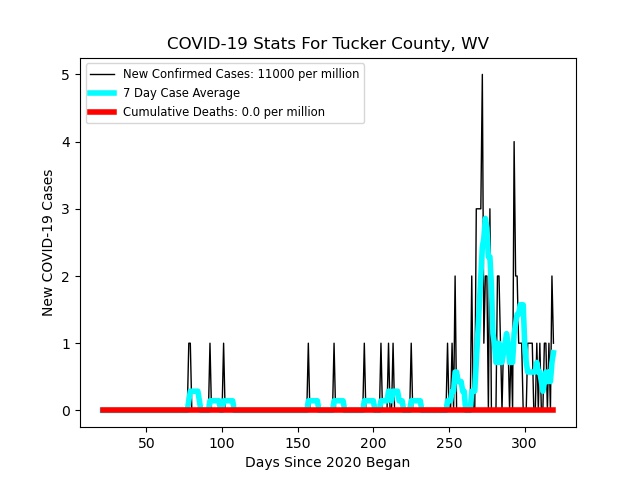 COVID-19 Stats For Tucker County, WV
New Confirmed Cases: 11000 per million
7 Day Case Average
Cumulative Deaths: 0.0 per million
New COVID-19 Cases
5
4
3
2
1
0
50 100 150 200 250 300
Days Since 2020 Began